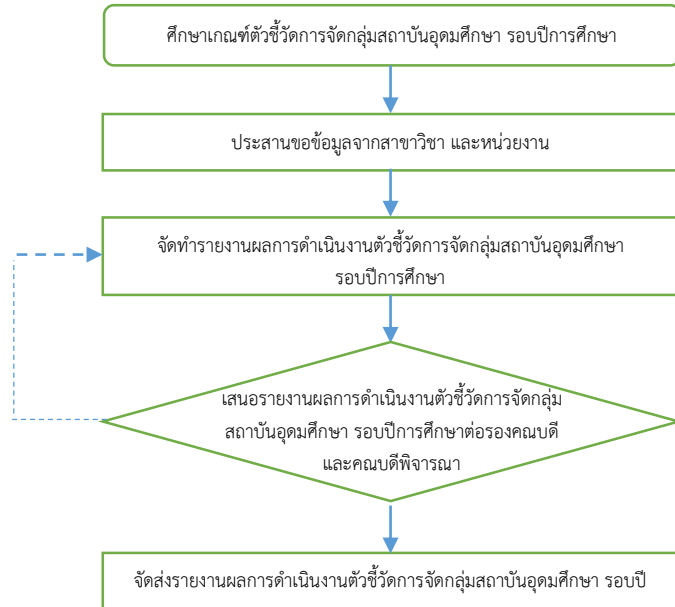 ศึกษาเกณฑ์ตัวชี้วัดการจัดกลุ่มสถาบันอุดมศึกษา รอบปีการศึกษา
ประสานขอข้อมูลจากสาขาวิชา และหน่วยงาน
จัดทำรายงานผลการดำเนินงานตัวชี้วัดการจัดกลุ่มสถาบันอุดมศึกษา
รอบปีการศึกษา
เสนอรายงานผลการดำเนินงานตัวชี้วัดการจัดกลุ่ม
สถาบันอุดมศึกษา รอบปีการศึกษาต่อรองคณบดี
และคณบดีพิจารณา
จัดส่งรายงานผลการดำเนินงานตัวชี้วัดการจัดกลุ่มสถาบันอุดมศึกษา รอบปี